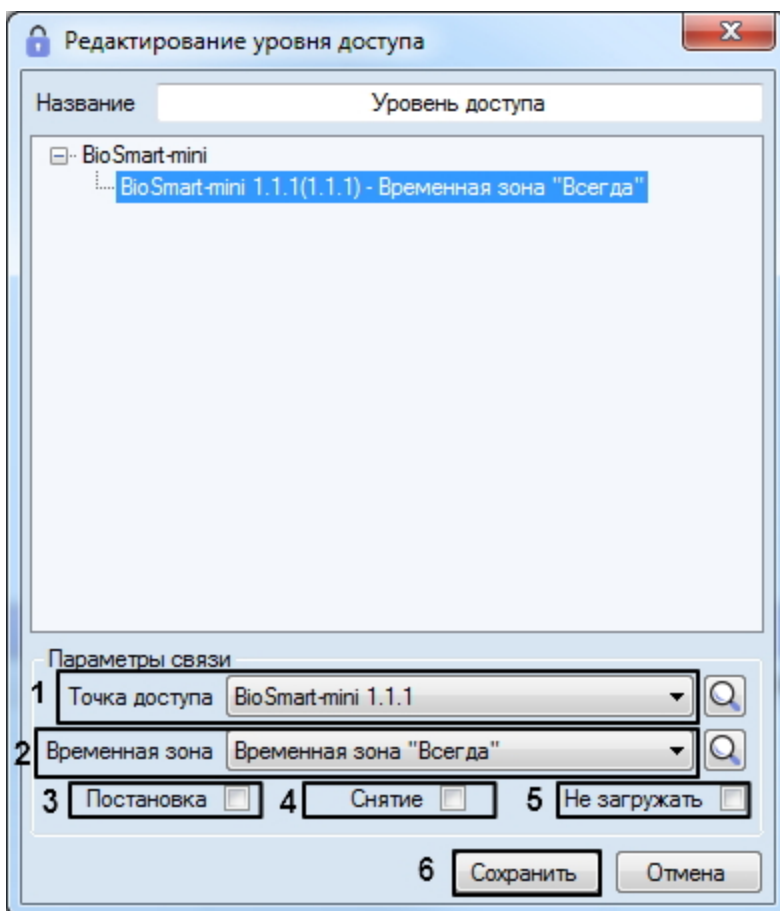 Редактирование уровня доступа
Название Уровень доступа
BioSmart-mini
BioSmart-mini 1.1.1(1.1.1) - Временная зона "Всегда"
Параметры связи
1 Точка доступа BioSmart-mini 1.1.1
2 Временная зона Временная зона "Всегда"
3 Постановка 4 Снятие 5 Не загружать
6 Сохранить Отмена